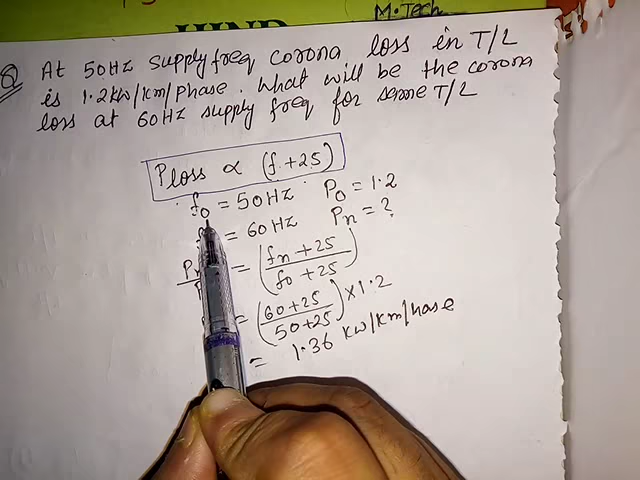 M.Tech
Q At 50Hz supply freq corona loss in T/L
is 1.2kw/km/phase. What will be the corona
loss at 60Hz supply freq for same T/L
Ploss ∝ (f+25)
f0 = 50HZ P0 = 1.2
= 60HZ Pn = ?
= (fn+25 / f0+25)
= (60+25 / 50+25) × 1.2
= 1.36 kw/km/phase